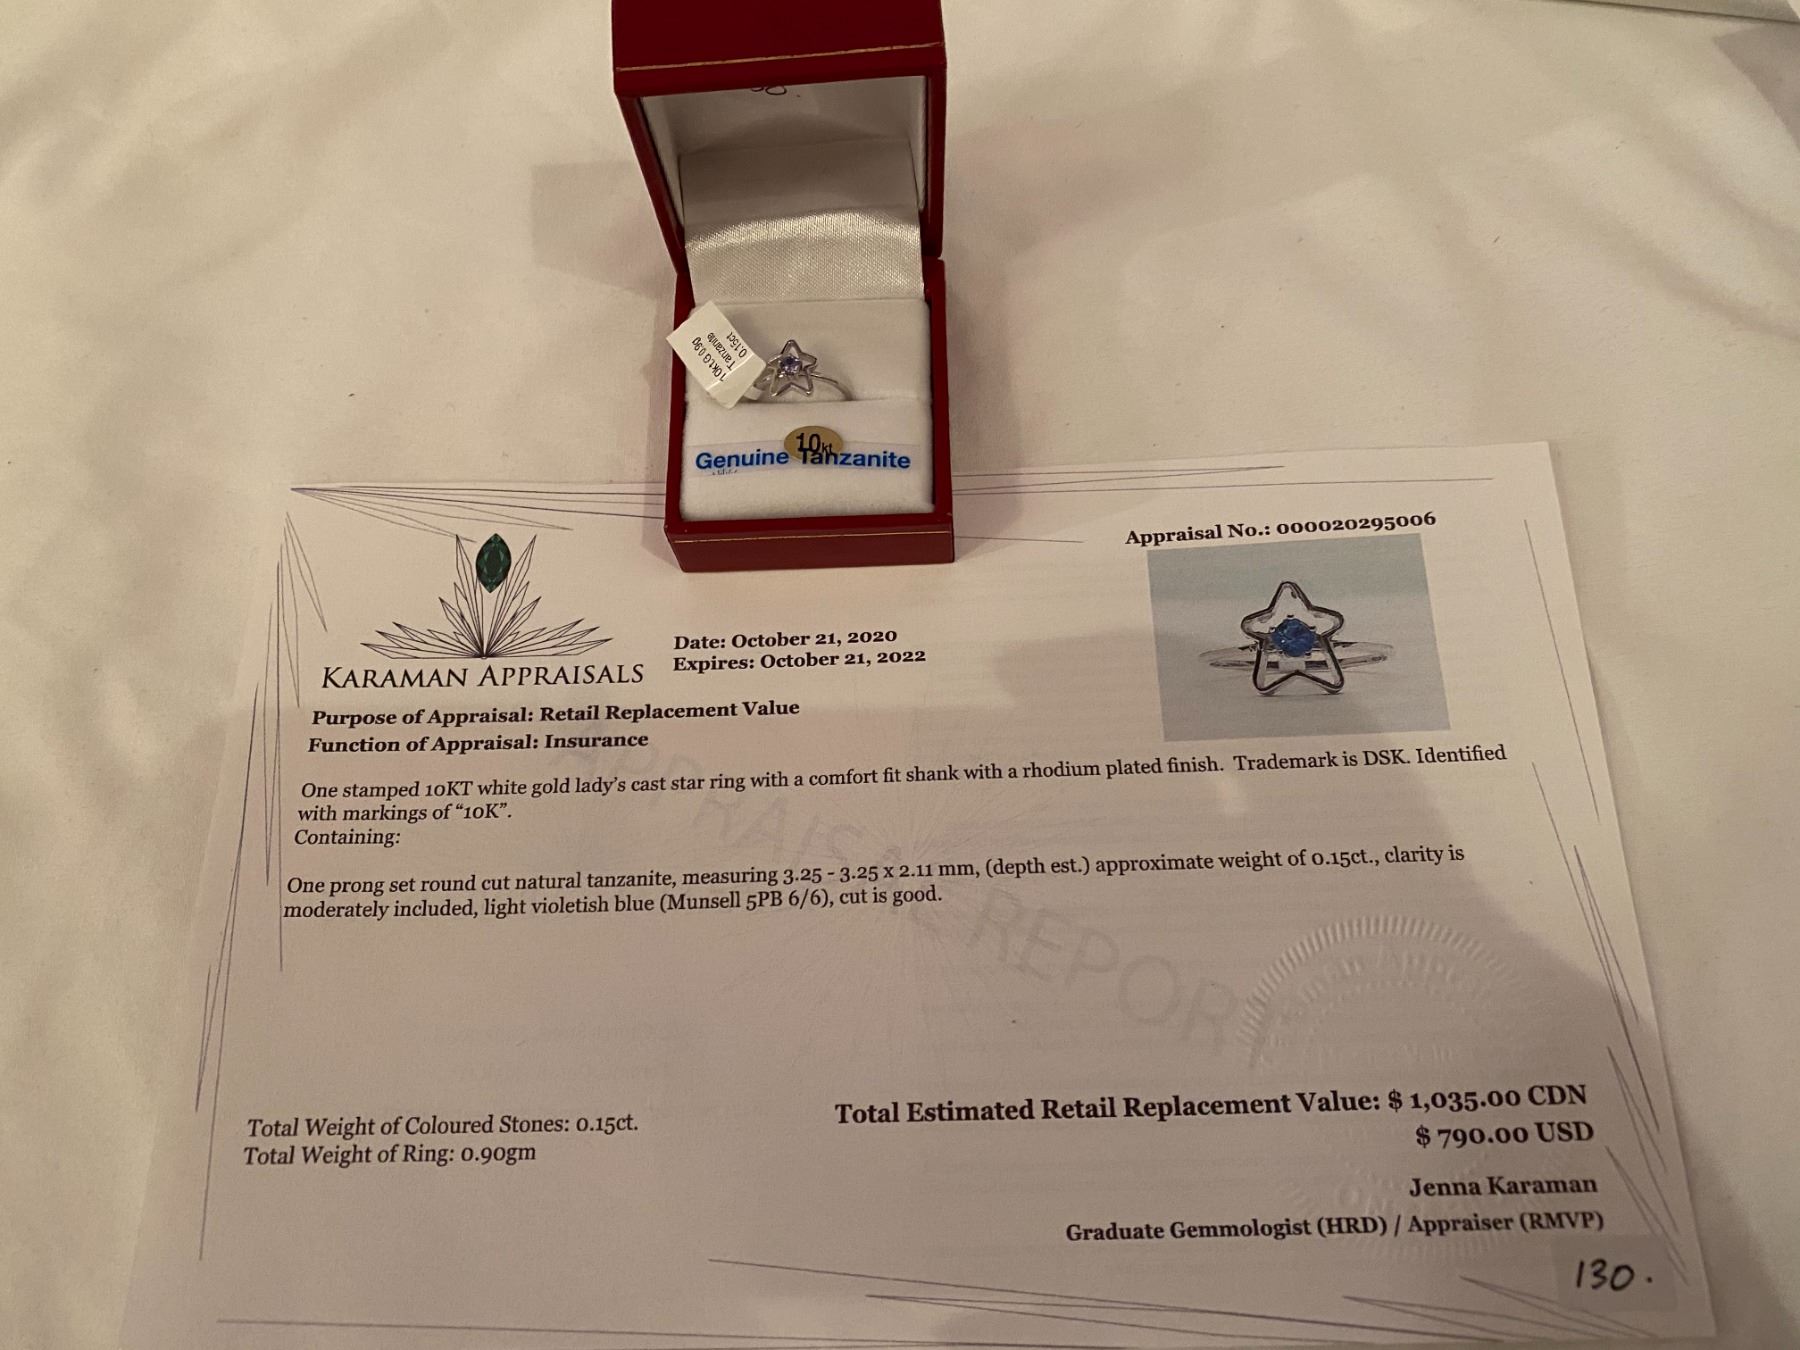 10kt G 0.9g
Tanzanite
0.15ct
10kt
Genuine Tanzanite
Appraisal No.: 000020295006
KARAMAN APPRAISALS
Date: October 21, 2020
Expires: October 21, 2022
Purpose of Appraisal: Retail Replacement Value
Function of Appraisal: Insurance
One stamped 10KT white gold lady's cast star ring with a comfort fit shank with a rhodium plated finish. Trademark is DSK. Identified
with markings of "10K".
Containing:
One prong set round cut natural tanzanite, measuring 3.25 - 3.25 x 2.11 mm, (depth est.) approximate weight of 0.15ct., clarity is
moderately included, light violetish blue (Munsell 5PB 6/6), cut is good.
APPRAISAL REPORT
Total Weight of Coloured Stones: 0.15ct.
Total Weight of Ring: 0.90gm
Total Estimated Retail Replacement Value: $ 1,035.00 CDN
$ 790.00 USD
Jenna Karaman
Graduate Gemmologist (HRD) / Appraiser (RMVP)
130.